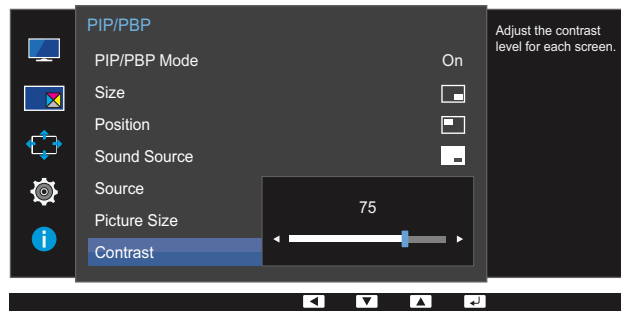 PIP/PBP
PIP/PBP Mode On
Size
Position
Sound Source
Source
Picture Size
Contrast
75
Adjust the contrast
level for each screen.